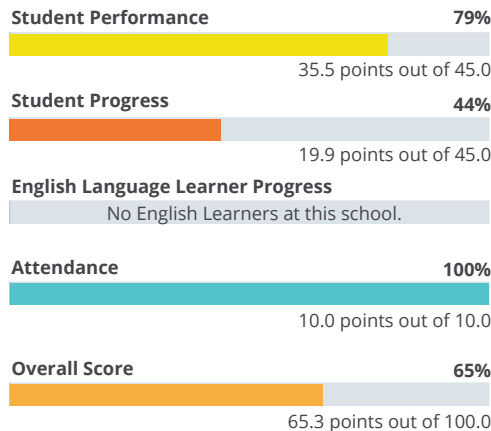 Student Performance 79%
35.5 points out of 45.0
Student Progress 44%
19.9 points out of 45.0
English Language Learner Progress
No English Learners at this school.
Attendance 100%
10.0 points out of 10.0
Overall Score 65%
65.3 points out of 100.0